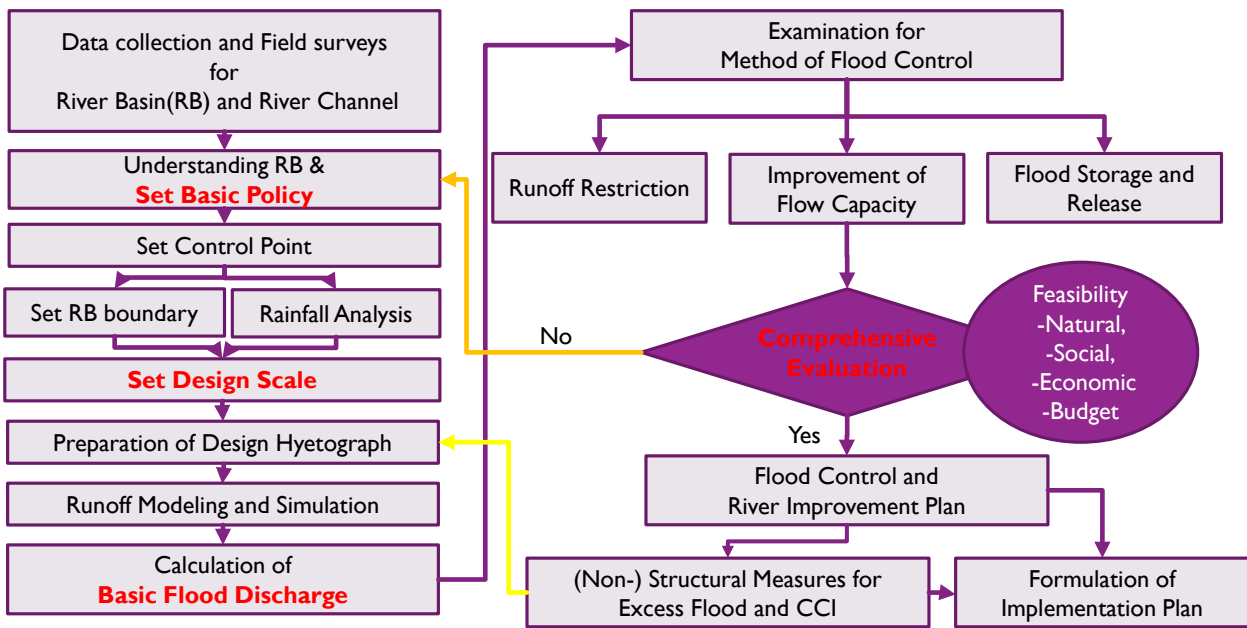 Data collection and Field surveys
for
River Basin(RB) and River Channel
Understanding RB &
Set Basic Policy
Set Control Point
Set RB boundary
Rainfall Analysis
Set Design Scale
Preparation of Design Hyetograph
Runoff Modeling and Simulation
Calculation of
Basic Flood Discharge
Examination for
Method of Flood Control
Runoff Restriction
Improvement of
Flow Capacity
Flood Storage and
Release
No
Comprehensive
Evaluation
Feasibility
-Natural,
-Social,
-Economic
-Budget
Yes
Flood Control and
River Improvement Plan
(Non-) Structural Measures for
Excess Flood and CCI
Formulation of
Implementation Plan